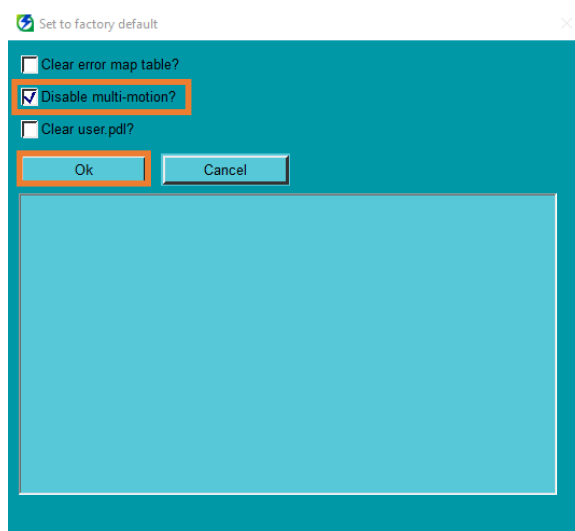 Set to factory default
Clear error map table?
Disable multi-motion?
Clear user.pdl?
Ok Cancel